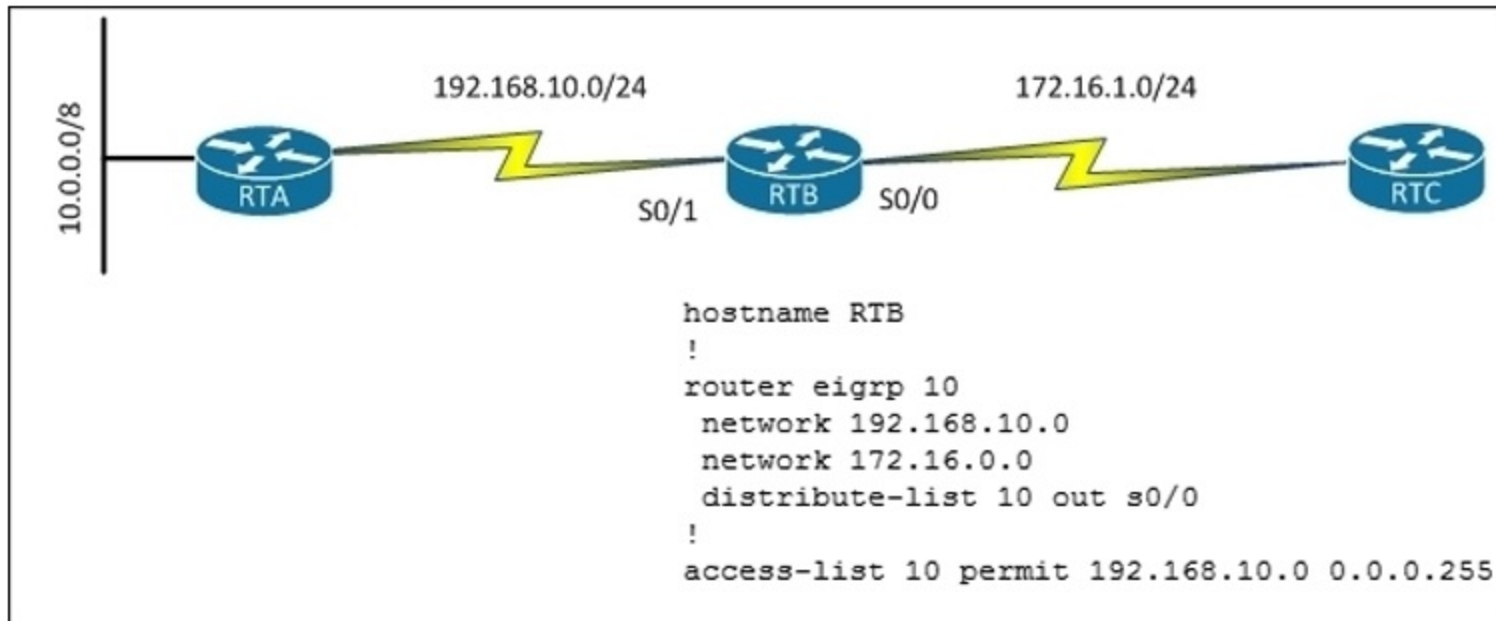 192.168.10.0/24
172.16.1.0/24
10.0.0.0/8
RTA
RTB
RTC
S0/1
S0/0
hostname RTB
!
router eigrp 10
network 192.168.10.0
network 172.16.0.0
distribute-list 10 out s0/0
!
access-list 10 permit 192.168.10.0 0.0.0.255